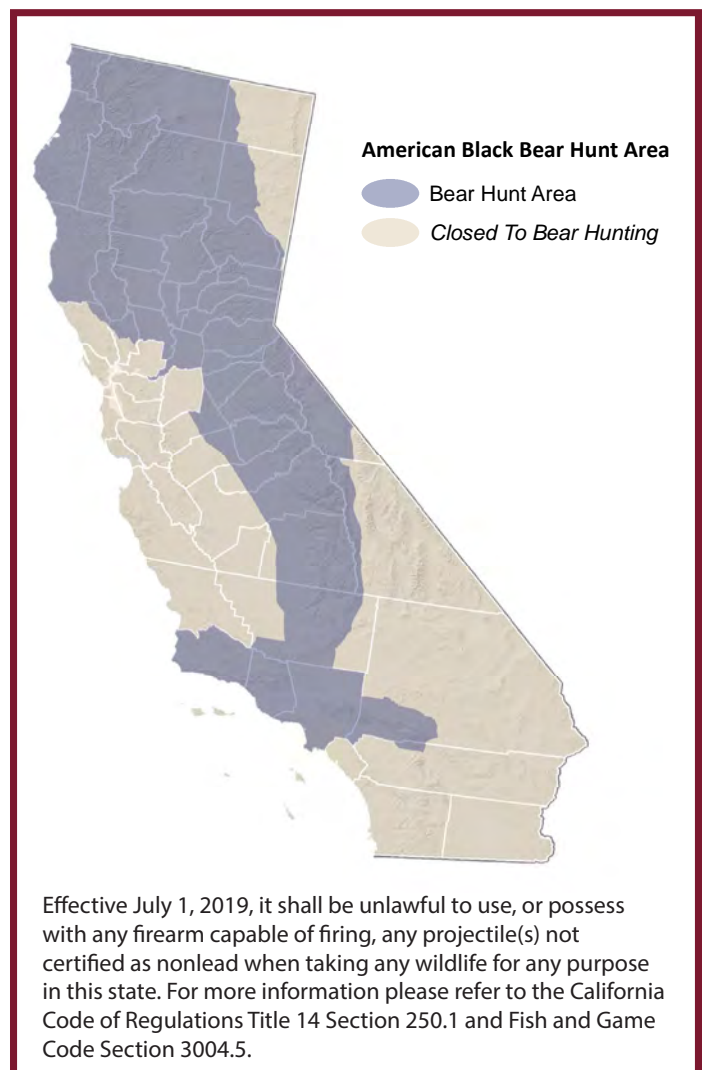 American Black Bear Hunt Area
Bear Hunt Area
Closed To Bear Hunting
Effective July 1, 2019, it shall be unlawful to use, or possess
with any firearm capable of firing, any projectile(s) not
certified as nonlead when taking any wildlife for any purpose
in this state. For more information please refer to the California
Code of Regulations Title 14 Section 250.1 and Fish and Game
Code Section 3004.5.